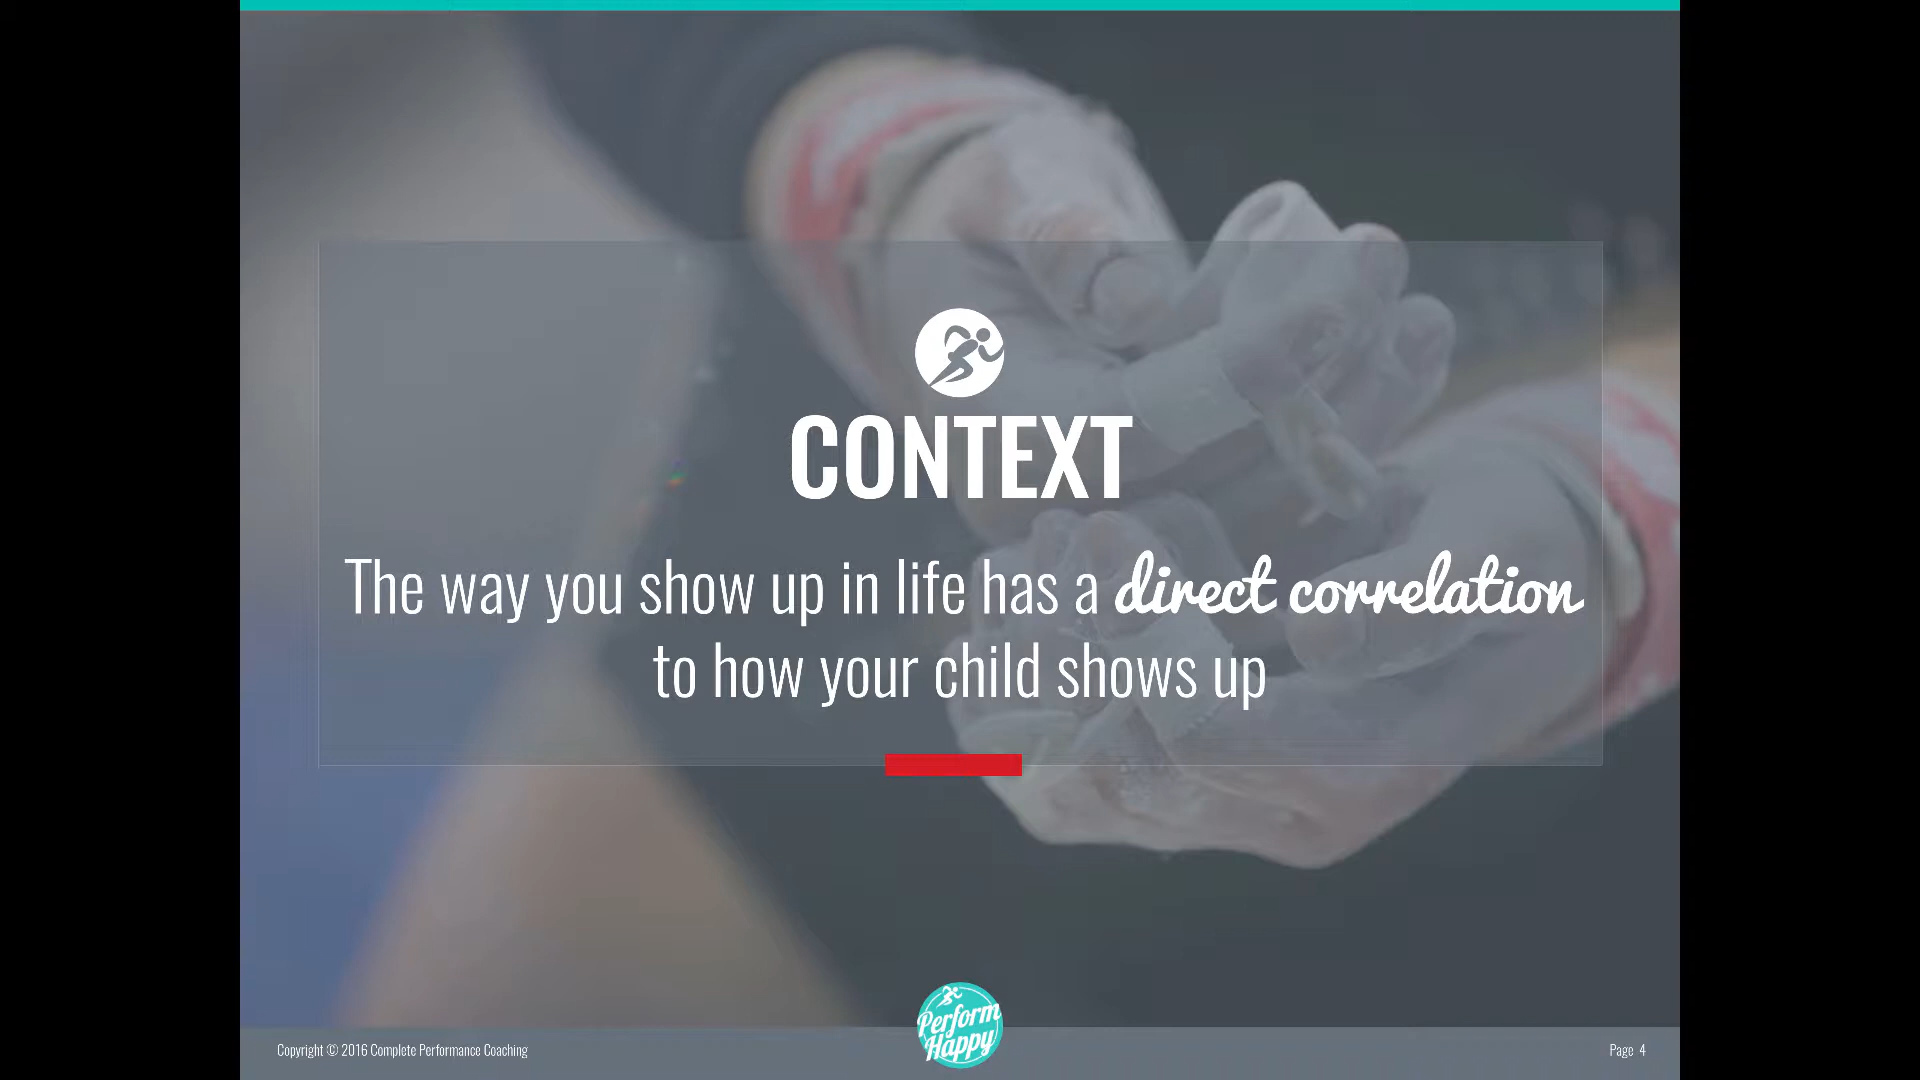 CONTEXT
The way you show up in life has a direct correlation
to how your child shows up
Perform
Happy
Copyright © 2016 Complete Performance Coaching
Page 4